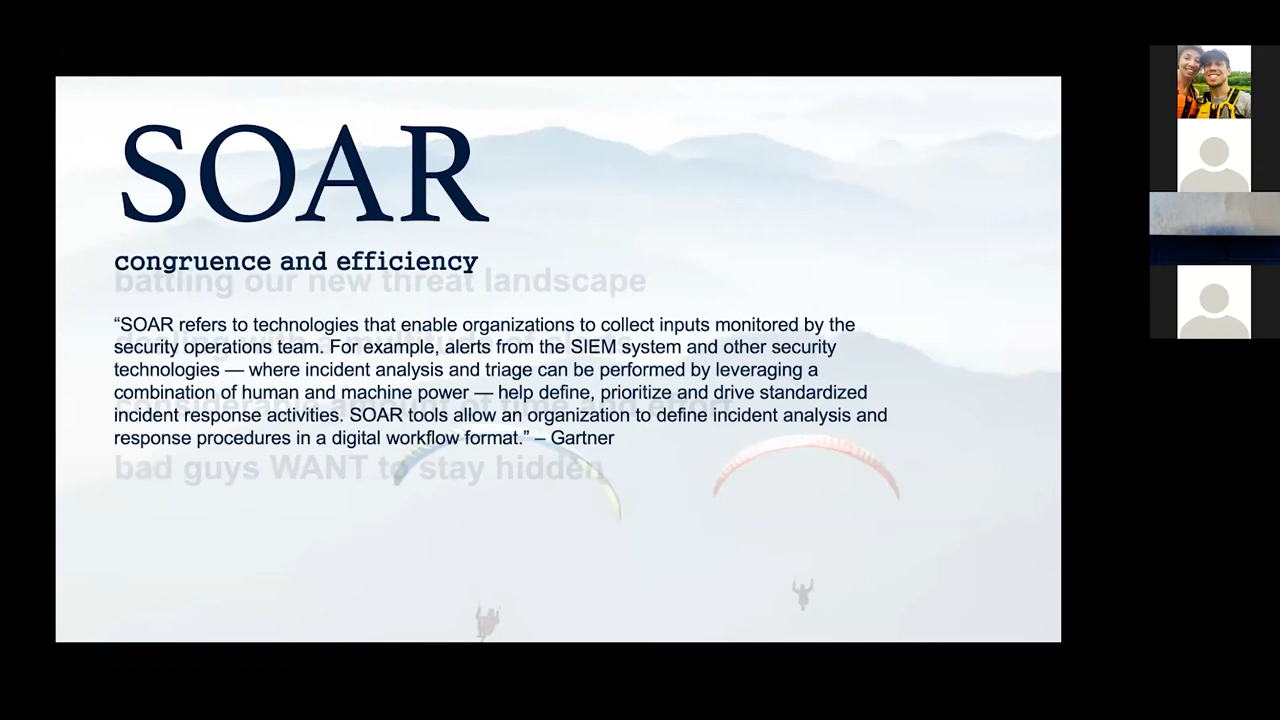 SOAR
congruence and efficiency
battling our new threat landscape
“SOAR refers to technologies that enable organizations to collect inputs monitored by the
security operations team. For example, alerts from the SIEM system and other security
technologies — where incident analysis and triage can be performed by leveraging a
combination of human and machine power — help define, prioritize and drive standardized
incident response activities. SOAR tools allow an organization to define incident analysis and
response procedures in a digital workflow format.” – Gartner
bad guys WANT to stay hidden